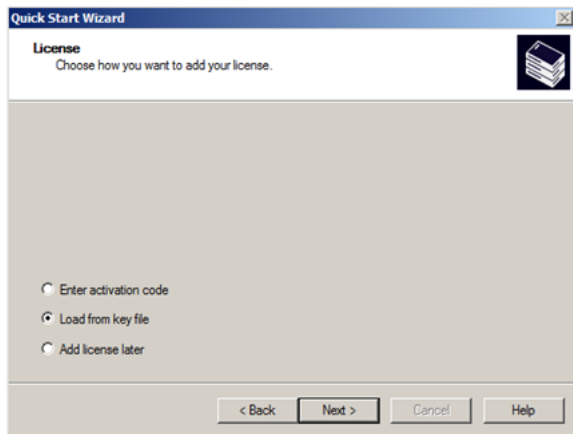 Quick Start Wizard
License
Choose how you want to add your license.
Enter activation code
Load from key file
Add license later
< Back Next > Cancel Help